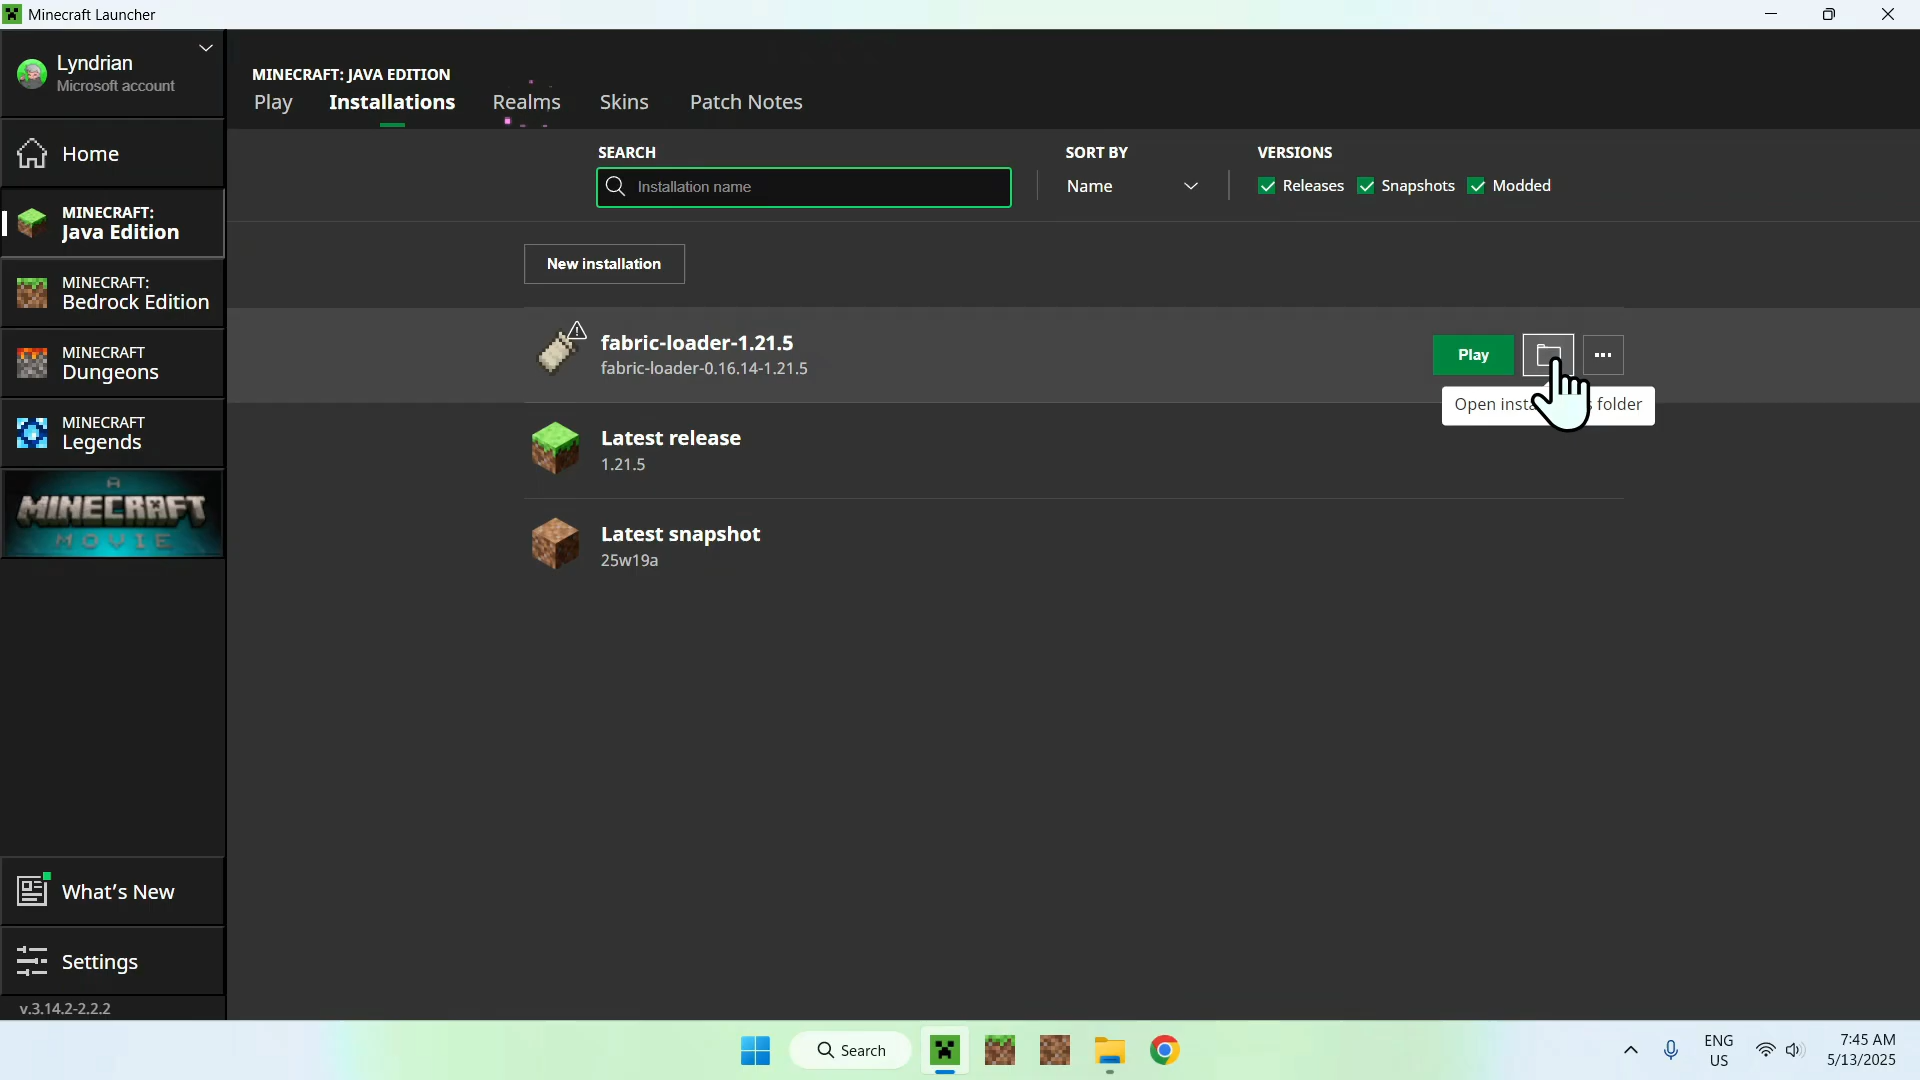 Minecraft Launcher
Lyndrian
Microsoft account
Home
MINECRAFT:
Java Edition
MINECRAFT:
Bedrock Edition
MINECRAFT
Dungeons
MINECRAFT
Legends
A
MINECRAFT
MOVIE
What's New
Settings
v.3.14.2-2.2.2
MINECRAFT: JAVA EDITION
Play Installations Realms Skins Patch Notes
SEARCH SORT BY VERSIONS
Installation name Name Releases Snapshots Modded
New installation
fabric-loader-1.21.5
fabric-loader-0.16.14-1.21.5
Play
Open folder
Latest release
1.21.5
Latest snapshot
25w19a
Search
ENG
US
7:45 AM
5/13/2025